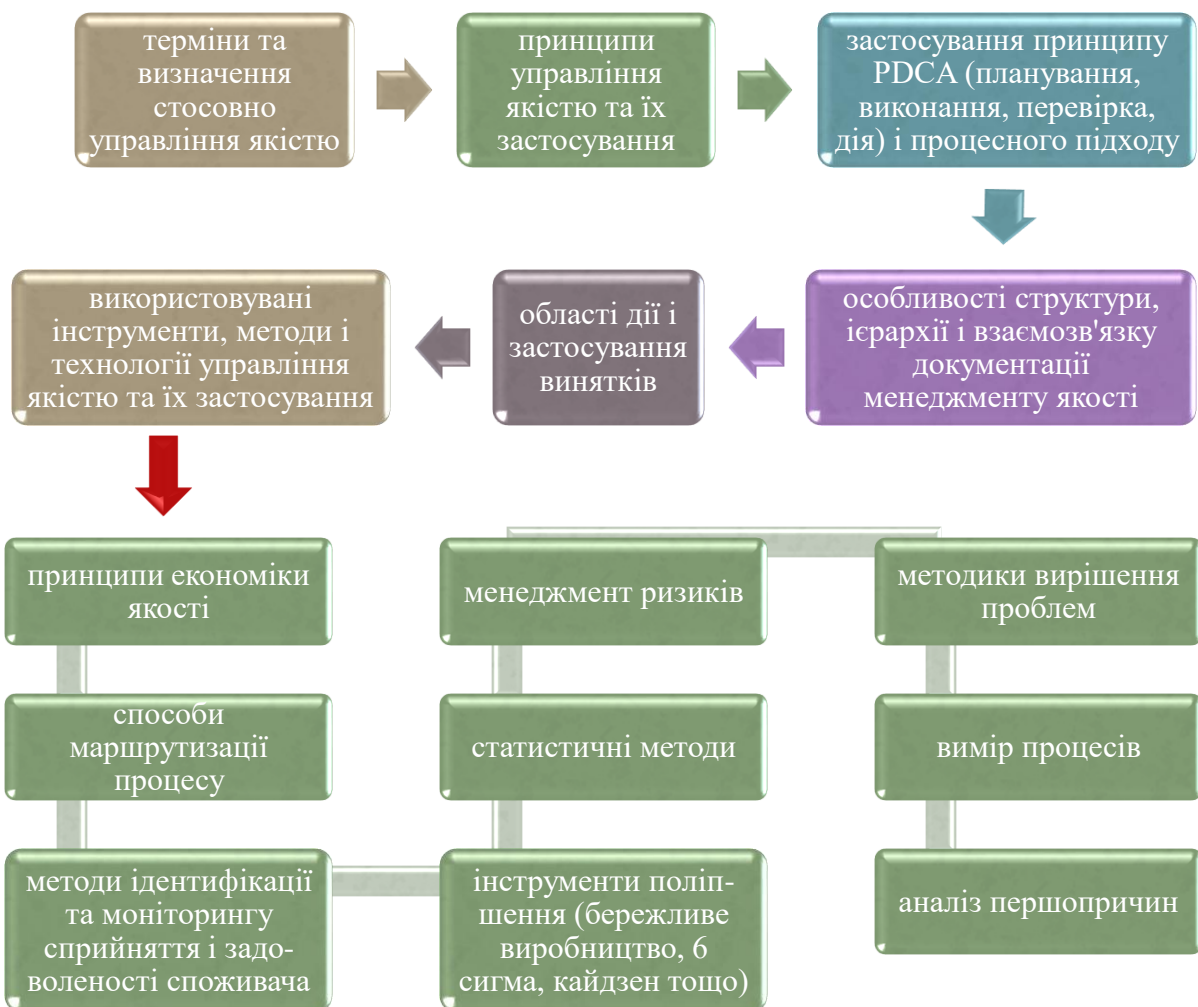 терміни та
визначення
стосовно
управління якістю
принципи
управління
якістю та їх
застосування
застосування принципу
PDCA (планування,
виконання, перевірка,
дія) і процесного підходу
особливості структури,
ієрархії і взаємозв'язку
документації
менеджменту якості
області дії і
застосування
винятків
використовувані
інструменти, методи і
технології управління
якістю та їх застосування
принципи економіки
якості
способи
маршрутизації
процесу
методи ідентифікації
та моніторингу
сприйняття і задо-
воленості споживача
інструменти поліп-
шення (бережливе
виробництво, 6
сигма, кайдзен тощо)
статистичні методи
менеджмент ризиків
методики вирішення
проблем
вимір процесів
аналіз першопричин